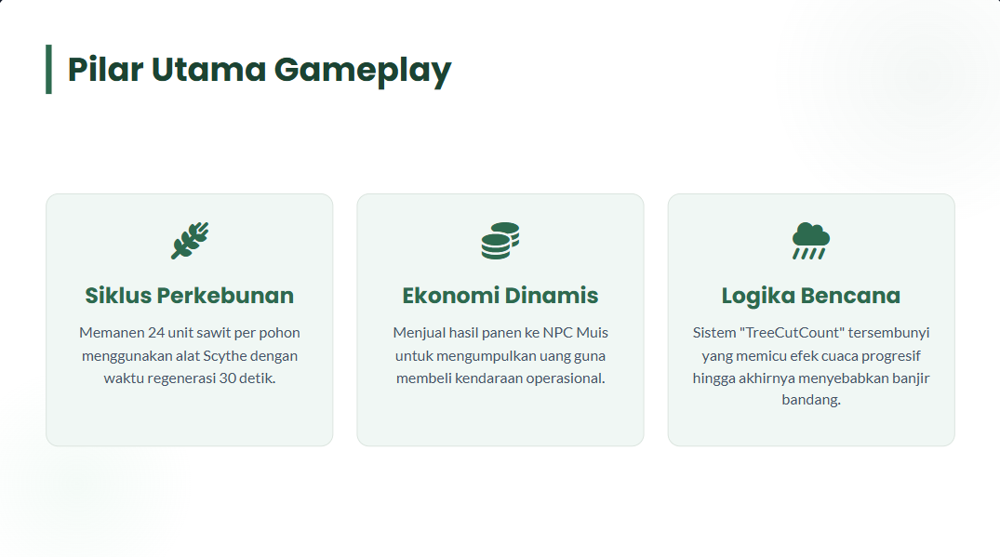 Pilar Utama Gameplay
Siklus Perkebunan
Memanen 24 unit sawit per pohon
menggunakan alat Scythe dengan
waktu regenerasi 30 detik.
Ekonomi Dinamis
Menjual hasil panen ke NPC Muis
untuk mengumpulkan uang guna
membeli kendaraan operasional.
Logika Bencana
Sistem "TreeCutCount" tersembunyi
yang memicu efek cuaca progresif
hingga akhirnya menyebabkan banjir
bandang.